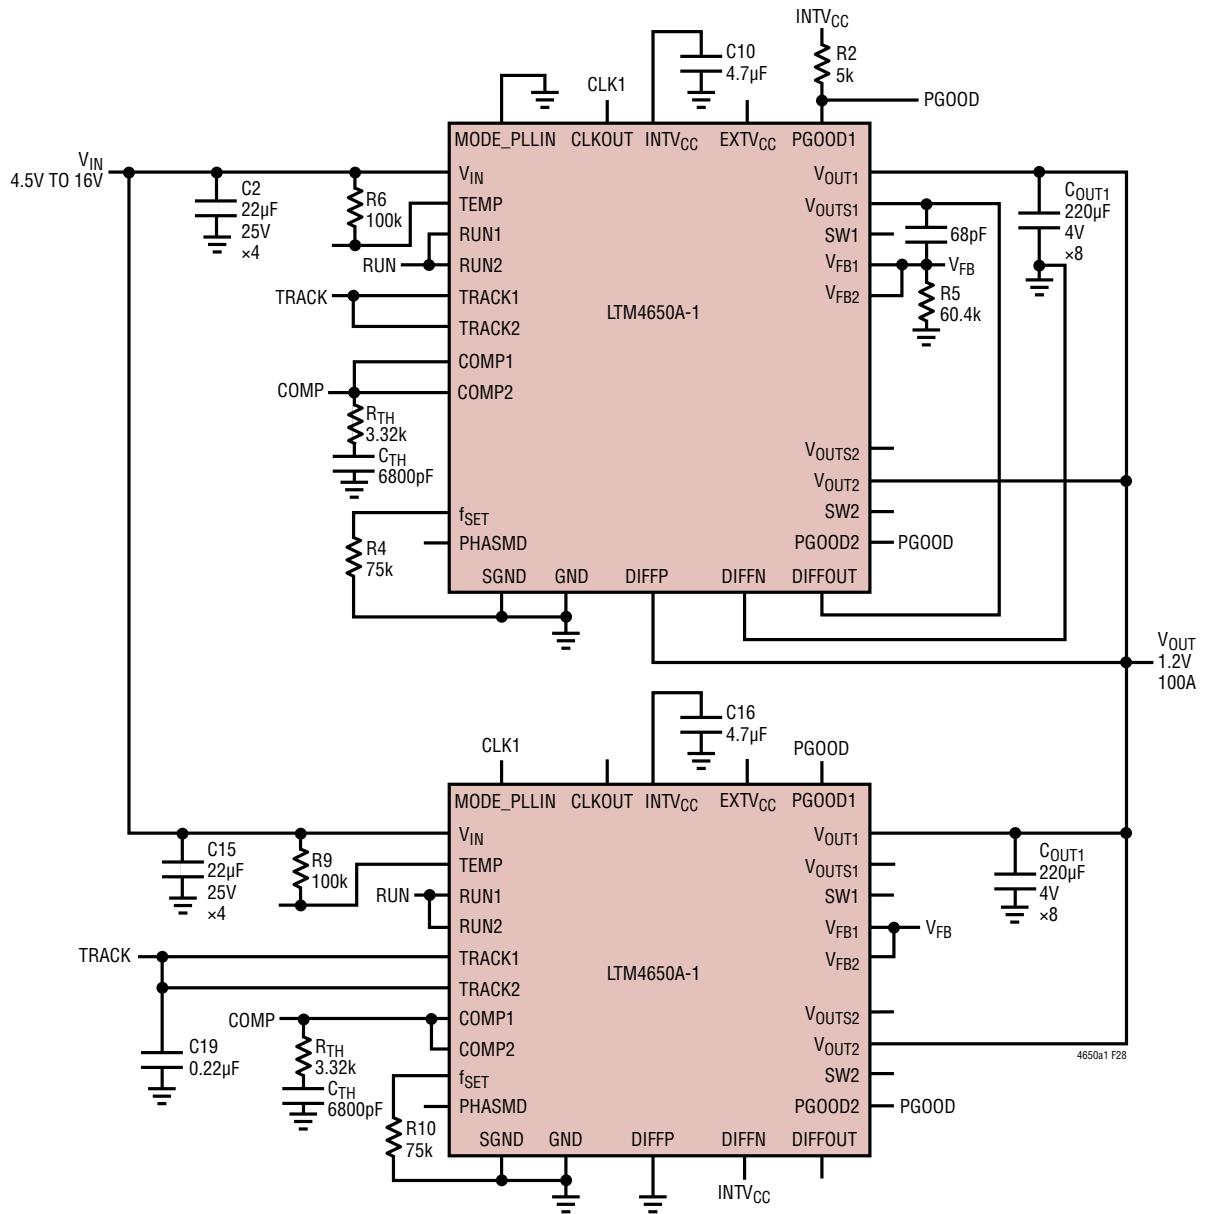 INTVCC
R2
5k
PGOOD
C10
4.7µF
CLK1
MODE_PLLIN CLKOUT INTVCC EXTVCC PGOOD1
VIN
4.5V TO 16V
C2
22µF
25V
×4
R6
100k
RUN
TRACK
COMP
RTH
3.32k
CTH
6800pF
R4
75k
VIN
TEMP
RUN1
RUN2
TRACK1
TRACK2
COMP1
COMP2
fSET
PHASMD
LTM4650A-1
VOUT1
VOUTS1
SW1
VFB1
VFB2
VOUTS2
VOUT2
SW2
PGOOD2
PGOOD
SGND GND DIFFP DIFFN DIFFOUT
68pF
VFB
R5
60.4k
COUT1
220µF
4V
×8
VOUT
1.2V
100A
C16
4.7µF
CLK1
PGOOD
MODE_PLLIN CLKOUT INTVCC EXTVCC PGOOD1
C15
22µF
25V
×4
R9
100k
RUN
TRACK
COMP
C19
0.22µF
RTH
3.32k
CTH
6800pF
R10
75k
VIN
TEMP
RUN1
RUN2
TRACK1
TRACK2
COMP1
COMP2
fSET
PHASMD
LTM4650A-1
VOUT1
VOUTS1
SW1
VFB1
VFB2
VOUTS2
VOUT2
SW2
PGOOD2
PGOOD
SGND GND DIFFP DIFFN DIFFOUT
INTVCC
VFB
COUT1
220µF
4V
×8
4650a1 F28